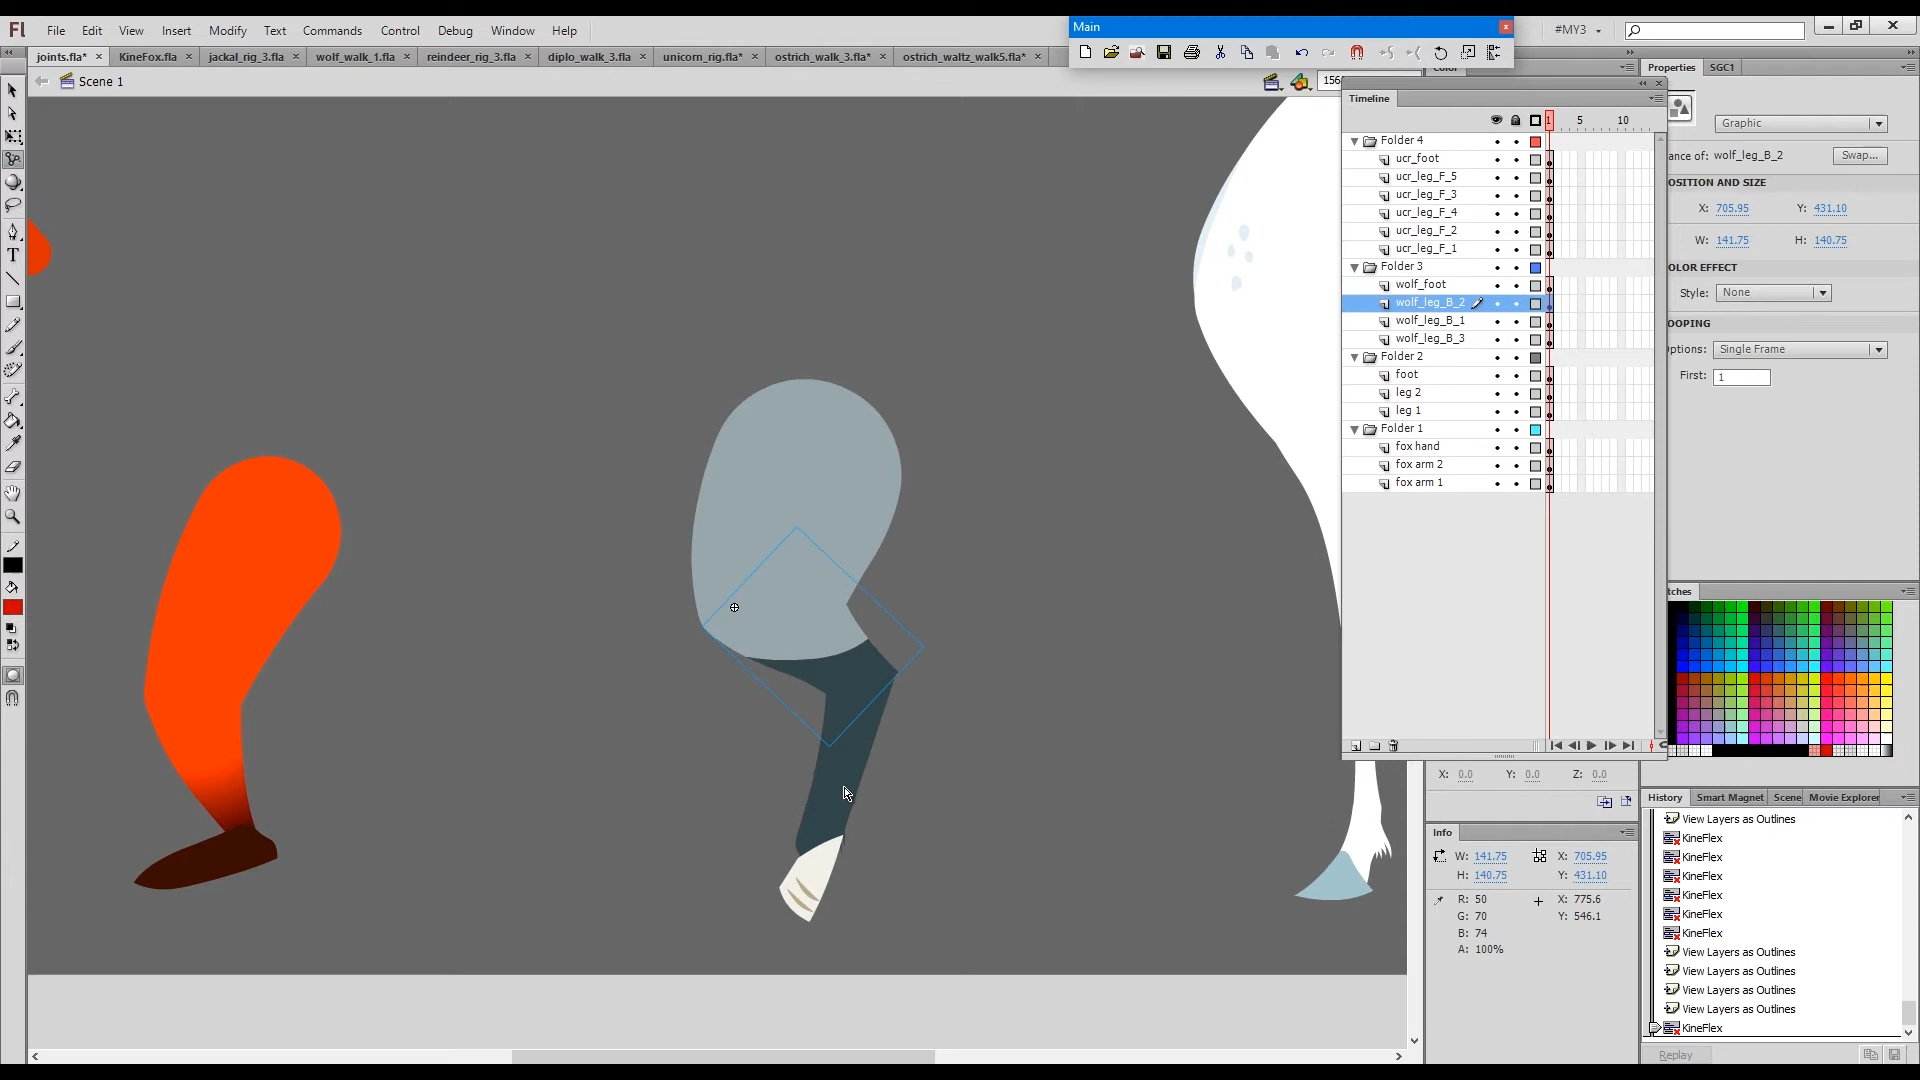 Fl File Edit View Insert Modify Text Commands Control Debug Window Help
Main
#MY3
joints.fla* × KineFox.fla × jackal_rig_3.fla × wolf_walk_1.fla × reindeer_rig_3.fla × diplo_walk_3.fla × unicorn_rig.fla* × ostrich_walk_3.fla* × ostrich_waltz_walk5.fla* ×
Scene 1
Timeline
1 5 10
Folder 4
ucr_foot
ucr_leg_F_5
ucr_leg_F_3
ucr_leg_F_4
ucr_leg_F_2
ucr_leg_F_1
Folder 3
wolf_foot
wolf_leg_B_2
wolf_leg_B_1
wolf_leg_B_3
Folder 2
foot
leg 2
leg 1
Folder 1
fox hand
fox arm 2
fox arm 1
Properties SGC1
Graphic
ance of: wolf_leg_B_2 Swap...
OSITION AND SIZE
X: 705.95 Y: 431.10
W: 141.75 H: 140.75
OLOR EFFECT
Style: None
OOPING
ptions: Single Frame
First: 1
tches
X: 0.0 Y: 0.0 Z: 0.0
Info
W: 141.75 X: 705.95
H: 140.75 Y: 431.10
R: 50 X: 775.6
G: 70 Y: 546.1
B: 74
A: 100%
History Smart Magnet Scene Movie Explorer
View Layers as Outlines
KineFlex
KineFlex
KineFlex
KineFlex
KineFlex
KineFlex
View Layers as Outlines
View Layers as Outlines
View Layers as Outlines
View Layers as Outlines
KineFlex
Replay